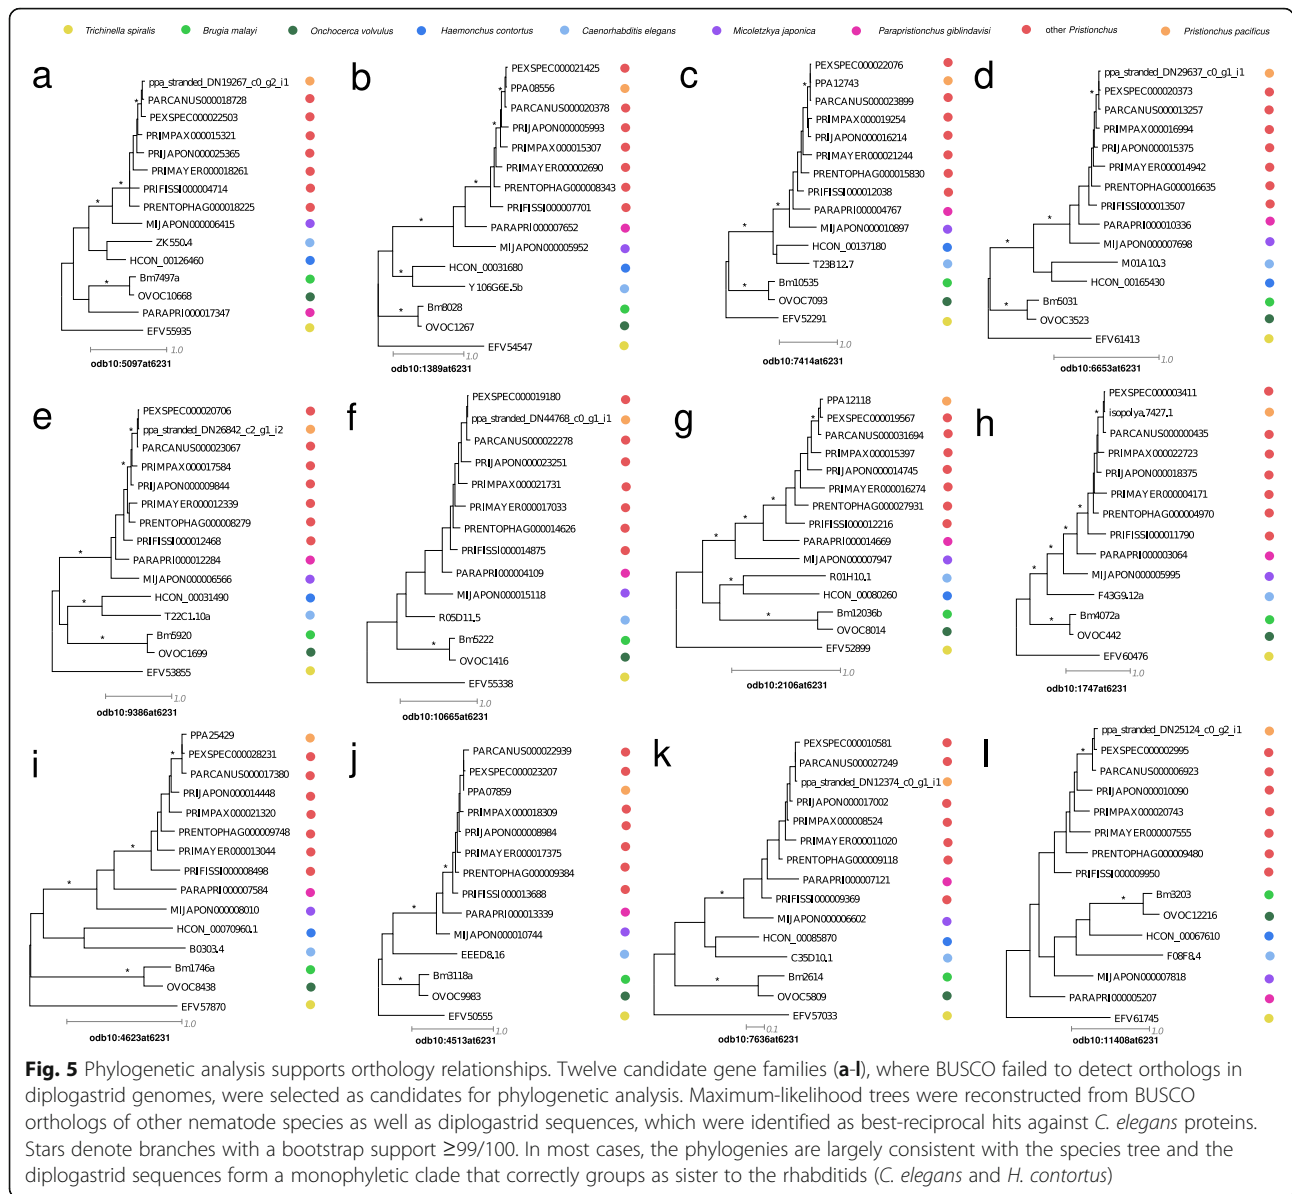 Trichinella spiralis Brugia malayi Onchocerca volvulus Haemonchus contortus Caenorhabditis elegans Micoletzkya japonica Parapristionchus giblindavisi other Pristionchus Pristionchus pacificus
a
ppa_stranded_DN19267_c0_g2_i1
PARCANUS000018728
PEXSPEC000022503
PRIMPAX000015321
PRIJAPON000025365
PRIMAYER000018261
PRIFISSI000004714
PRENTOPHAG000018225
MIJAPON000006415
ZK550.4
HCON_00126460
Bm7497a
OVOC10668
PARAPRI000017347
EFV55935
1.0
odb10:5097at6231
b
PEXSPEC000021425
PPA08556
PARCANUS000020378
PRIJAPON000005993
PRIMPAX000015307
PRIMAYER000002690
PRENTOPHAG000008343
PRIFISSI000007701
PARAPRI000007652
MIJAPON000005952
HCON_00031680
Y106G6E.5b
Bm8028
OVOC1267
EFV54547
1.0
odb10:1389at6231
c
PEXSPEC000022076
PPA12743
PARCANUS000023899
PRIMPAX000019254
PRIJAPON000016214
PRIMAYER000021244
PRENTOPHAG000015830
PRIFISSI000012038
PARAPRI000004767
MIJAPON000010897
HCON_00137180
T23B12.7
Bm10535
OVOC7093
EFV52291
1.0
odb10:7414at6231
d
ppa_stranded_DN29637_c0_g1_i1
PEXSPEC000020373
PARCANUS000013257
PRIMPAX000016994
PRIJAPON000015375
PRIMAYER000014942
PRENTOPHAG000016635
PRIFISSI000013507
PARAPRI000010336
MIJAPON000007698
M01A10.3
HCON_00165430
Bm5031
OVOC3523
EFV61413
1.0
odb10:6653at6231
e
PEXSPEC000020706
ppa_stranded_DN26842_c2_g1_i2
PARCANUS000023067
PRIMPAX000017584
PRIJAPON000009844
PRIMAYER000012339
PRENTOPHAG000008279
PRIFISSI000012468
PARAPRI000012284
MIJAPON000006566
HCON_00031490
T22C1.10a
Bm5920
OVOC1699
EFV53855
1.0
odb10:9386at6231
f
PEXSPEC000019180
ppa_stranded_DN44768_c0_g1_i1
PARCANUS000022278
PRIJAPON000023251
PRIMPAX000021731
PRIMAYER000017033
PRENTOPHAG000014626
PRIFISSI000014875
PARAPRI000004109
MIJAPON000015118
R05D11.5
Bm5222
OVOC1416
EFV55338
1.0
odb10:10665at6231
g
PPA12118
PEXSPEC000019567
PARCANUS000031694
PRIMPAX000015397
PRIJAPON000014745
PRIMAYER000016274
PRENTOPHAG000027931
PRIFISSI000012216
PARAPRI000014669
MIJAPON000007947
R01H10.1
HCON_00080260
Bm12036b
OVOC8014
EFV52899
1.0
odb10:2106at6231
h
PEXSPEC000003411
isopolya.7427.1
PARCANUS000000435
PRIMPAX000022723
PRIJAPON000018375
PRIMAYER000004171
PRENTOPHAG000004970
PRIFISSI000011790
PARAPRI000003064
MIJAPON000005995
F43G9.12a
Bm4072a
OVOC442
EFV60476
1.0
odb10:1747at6231
i
PPA25429
PEXSPEC000028231
PARCANUS000017380
PRIJAPON000014448
PRIMPAX000021320
PRENTOPHAG000009748
PRIMAYER000013044
PRIFISSI000008498
PARAPRI000007584
MIJAPON000008010
HCON_00070960.1
B0303.4
Bm1746a
OVOC8438
EFV57870
1.0
odb10:4623at6231
j
PARCANUS000022939
PEXSPEC000023207
PPA07859
PRIMPAX000018309
PRIJAPON000008984
PRIMAYER000017375
PRENTOPHAG000009384
PRIFISSI000013688
PARAPRI000013339
MIJAPON000010744
EEED8.16
Bm3118a
OVOC9983
EFV50555
1.0
odb10:4513at6231
k
PEXSPEC000010581
PARCANUS000027249
ppa_stranded_DN12374_c0_g1_i1
PRIJAPON000017002
PRIMPAX000008524
PRIMAYER000011020
PRENTOPHAG000009118
PARAPRI000007121
PRIFISSI000009369
MIJAPON000006602
HCON_00085870
C35D10.1
Bm2614
OVOC5809
EFV57033
0.1
odb10:7636at6231
l
ppa_stranded_DN25124_c0_g2_i1
PEXSPEC000002995
PARCANUS000006923
PRIJAPON000010090
PRIMPAX000020743
PRIMAYER000007555
PRENTOPHAG000009480
PRIFISSI000009950
Bm3203
OVOC12216
HCON_00067610
F08F8.4
MIJAPON000007818
PARAPRI000005207
EFV61745
1.0
odb10:11408at6231
Fig. 5 Phylogenetic analysis supports orthology relationships. Twelve candidate gene families (a-l), where BUSCO failed to detect orthologs in
diplogastrid genomes, were selected as candidates for phylogenetic analysis. Maximum-likelihood trees were reconstructed from BUSCO
orthologs of other nematode species as well as diplogastrid sequences, which were identified as best-reciprocal hits against C. elegans proteins.
Stars denote branches with a bootstrap support ≥99/100. In most cases, the phylogenies are largely consistent with the species tree and the
diplogastrid sequences form a monophyletic clade that correctly groups as sister to the rhabditids (C. elegans and H. contortus)